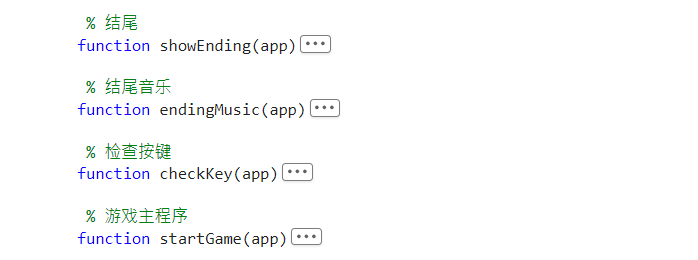 % 结尾
function showEnding(app)...
% 结尾音乐
function endingMusic(app)...
% 检查按键
function checkKey(app)...
% 游戏主程序
function startGame(app)...